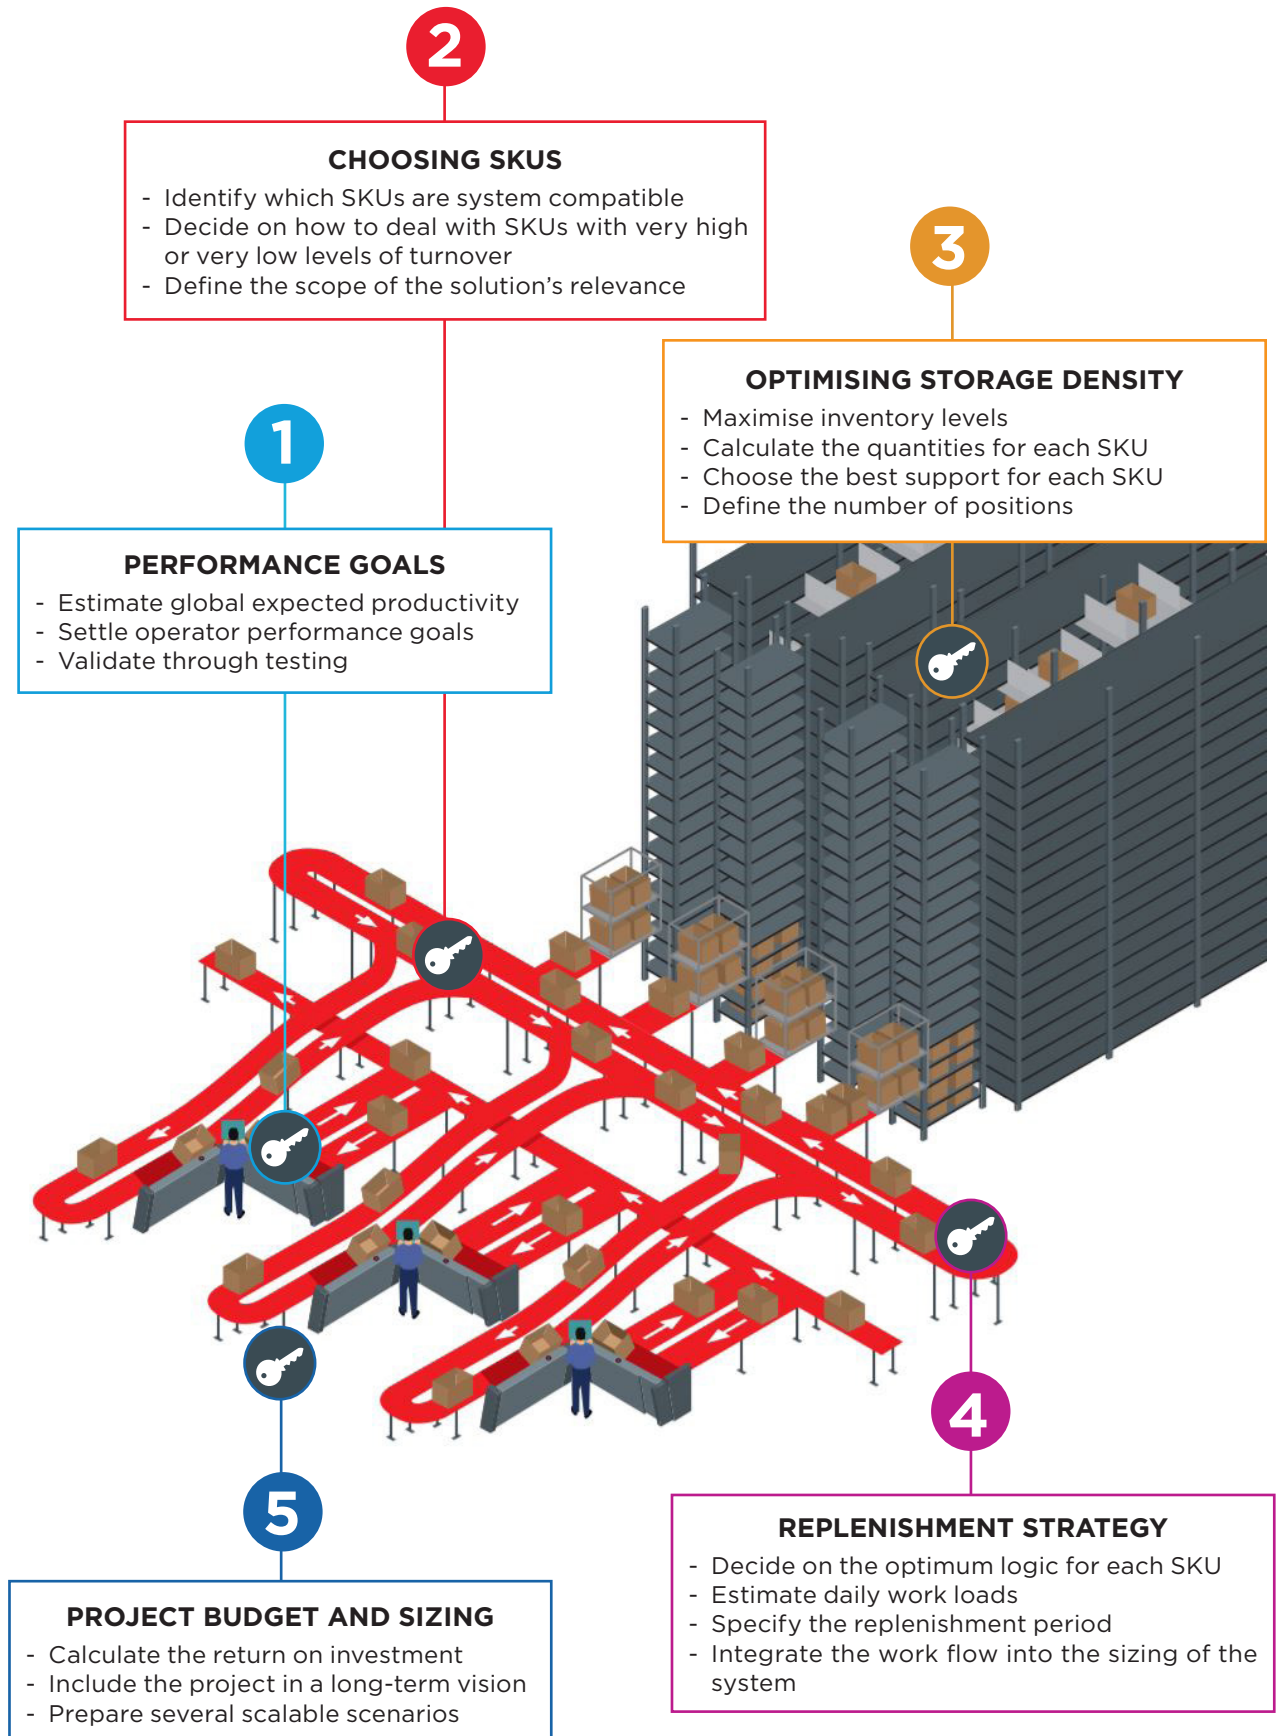 2
CHOOSING SKUS
- Identify which SKUs are system compatible
- Decide on how to deal with SKUs with very high
or very low levels of turnover
- Define the scope of the solution’s relevance
3
OPTIMISING STORAGE DENSITY
- Maximise inventory levels
- Calculate the quantities for each SKU
- Choose the best support for each SKU
- Define the number of positions
1
PERFORMANCE GOALS
- Estimate global expected productivity
- Settle operator performance goals
- Validate through testing
4
REPLENISHMENT STRATEGY
- Decide on the optimum logic for each SKU
- Estimate daily work loads
- Specify the replenishment period
- Integrate the work flow into the sizing of the
system
5
PROJECT BUDGET AND SIZING
- Calculate the return on investment
- Include the project in a long-term vision
- Prepare several scalable scenarios